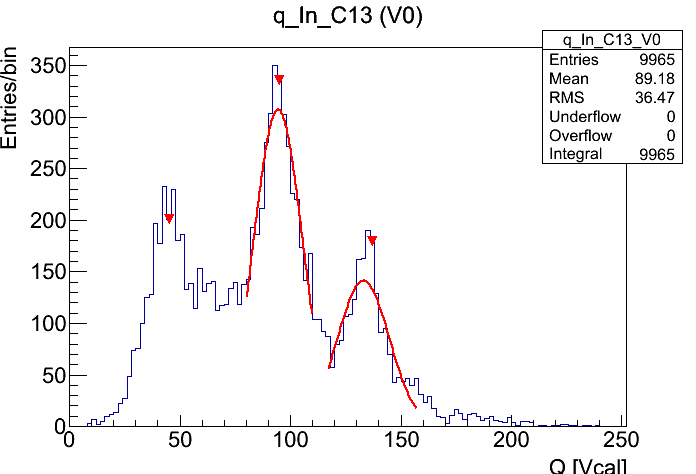 q_In_C13 (V0)
q_In_C13_V0
Entries 9965
Mean 89.18
RMS 36.47
Underflow 0
Overflow 0
Integral 9965
Entries/bin
350
300
250
200
150
100
50
0
0 50 100 150 200 250
Q [Vcal]